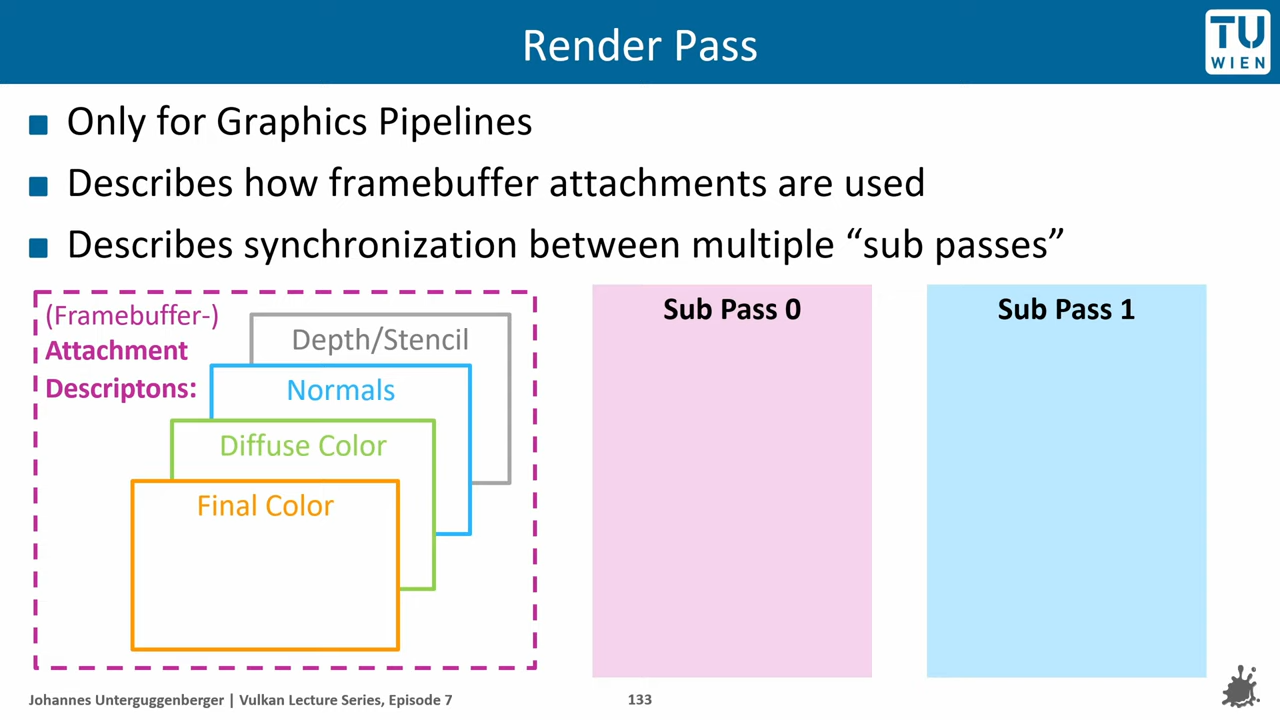 Render Pass
TU
WIEN
Only for Graphics Pipelines
Describes how framebuffer attachments are used
Describes synchronization between multiple “sub passes”
(Framebuffer-)
Attachment
Descriptons:
Depth/Stencil
Normals
Diffuse Color
Final Color
Sub Pass 0
Sub Pass 1
Johannes Unterguggenberger | Vulkan Lecture Series, Episode 7
133